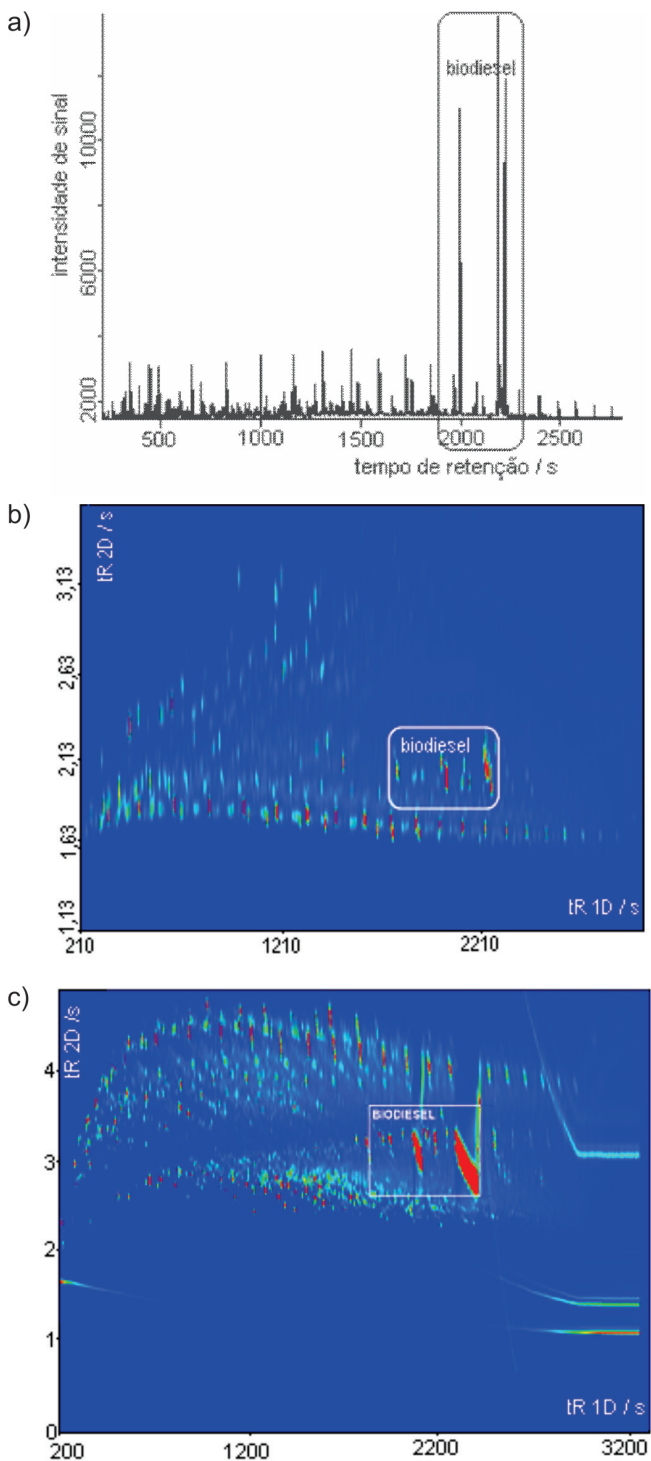 a)
biodiesel
intensidade de sinal
10000
6000
2000
500
1000
1500
2000
2500
tempo de retenção / s
b)
tR 2D / s
3,13
2,63
2,13
1,63
1,13
biodiesel
tR 1D / s
210
1210
2210
c)
tR 2D /s
4
3
2
1
0
BIODIESEL
tR 1D / s
200
1200
2200
3200